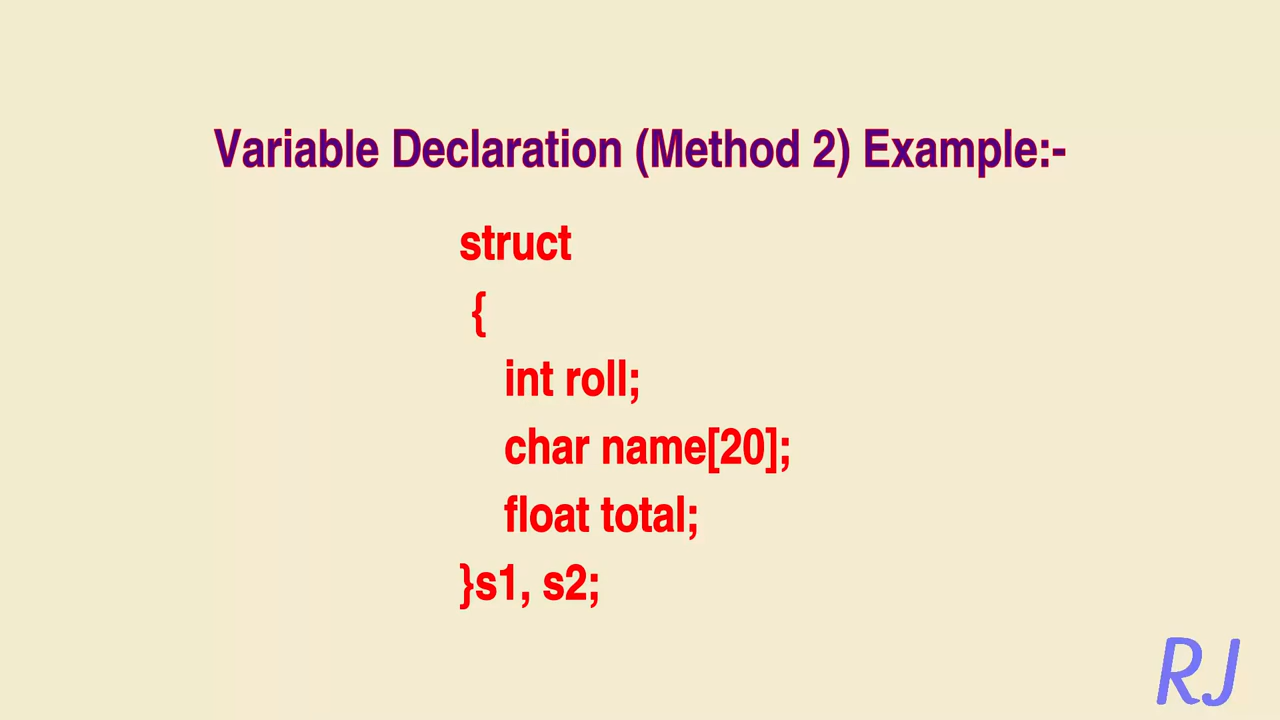 Variable Declaration (Method 2) Example:-
struct
{
int roll;
char name[20];
float total;
}s1, s2;
RJ